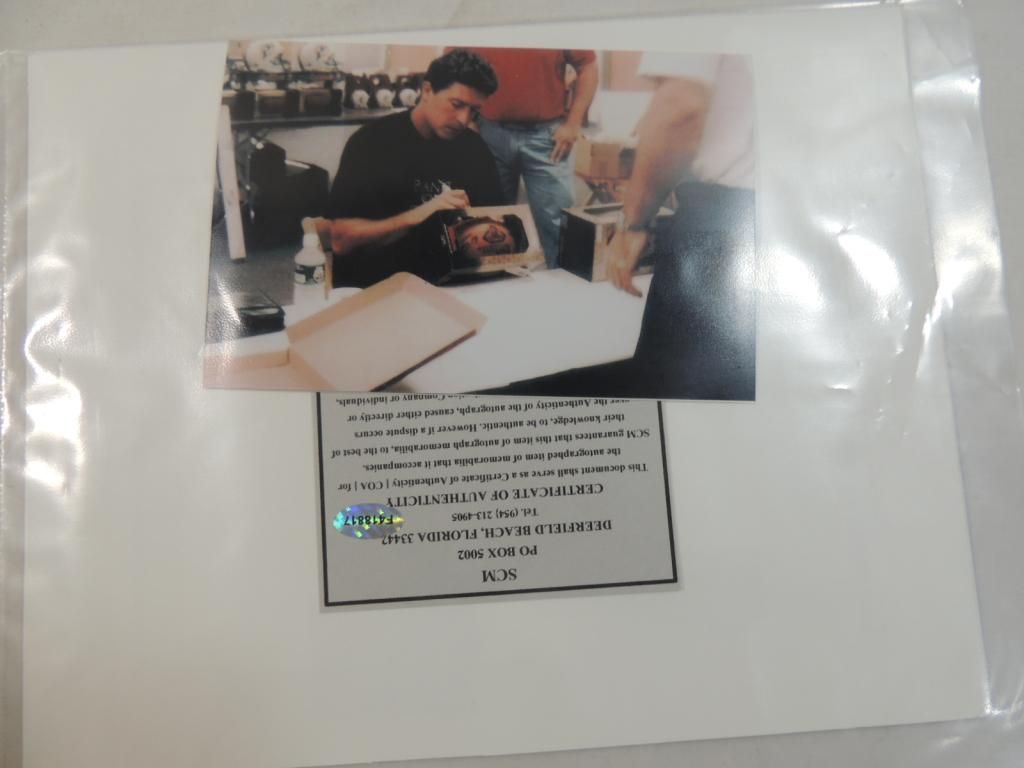 SCM
PO BOX 5002
DEERFIELD BEACH, FLORIDA 33442
Tel. (954) 213-4905
F418817
CERTIFICATE OF AUTHENTICITY
This document shall serve as a Certificate of Authenticity ( COA ) for
the autographed item of memorabilia that it accompanies.
SCM guarantees that this item of autograph memorabilia, to the best of
their knowledge, to be authentic. However if a dispute occurs
over the Authenticity of the autograph, caused either directly or
Company or individuals,